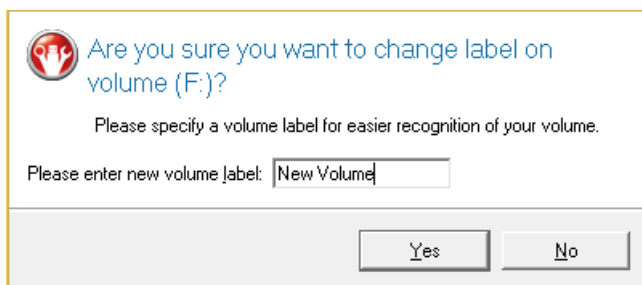 Are you sure you want to change label on
volume (F:)?
Please specify a volume label for easier recognition of your volume.
Please enter new volume label: New Volume
Yes No